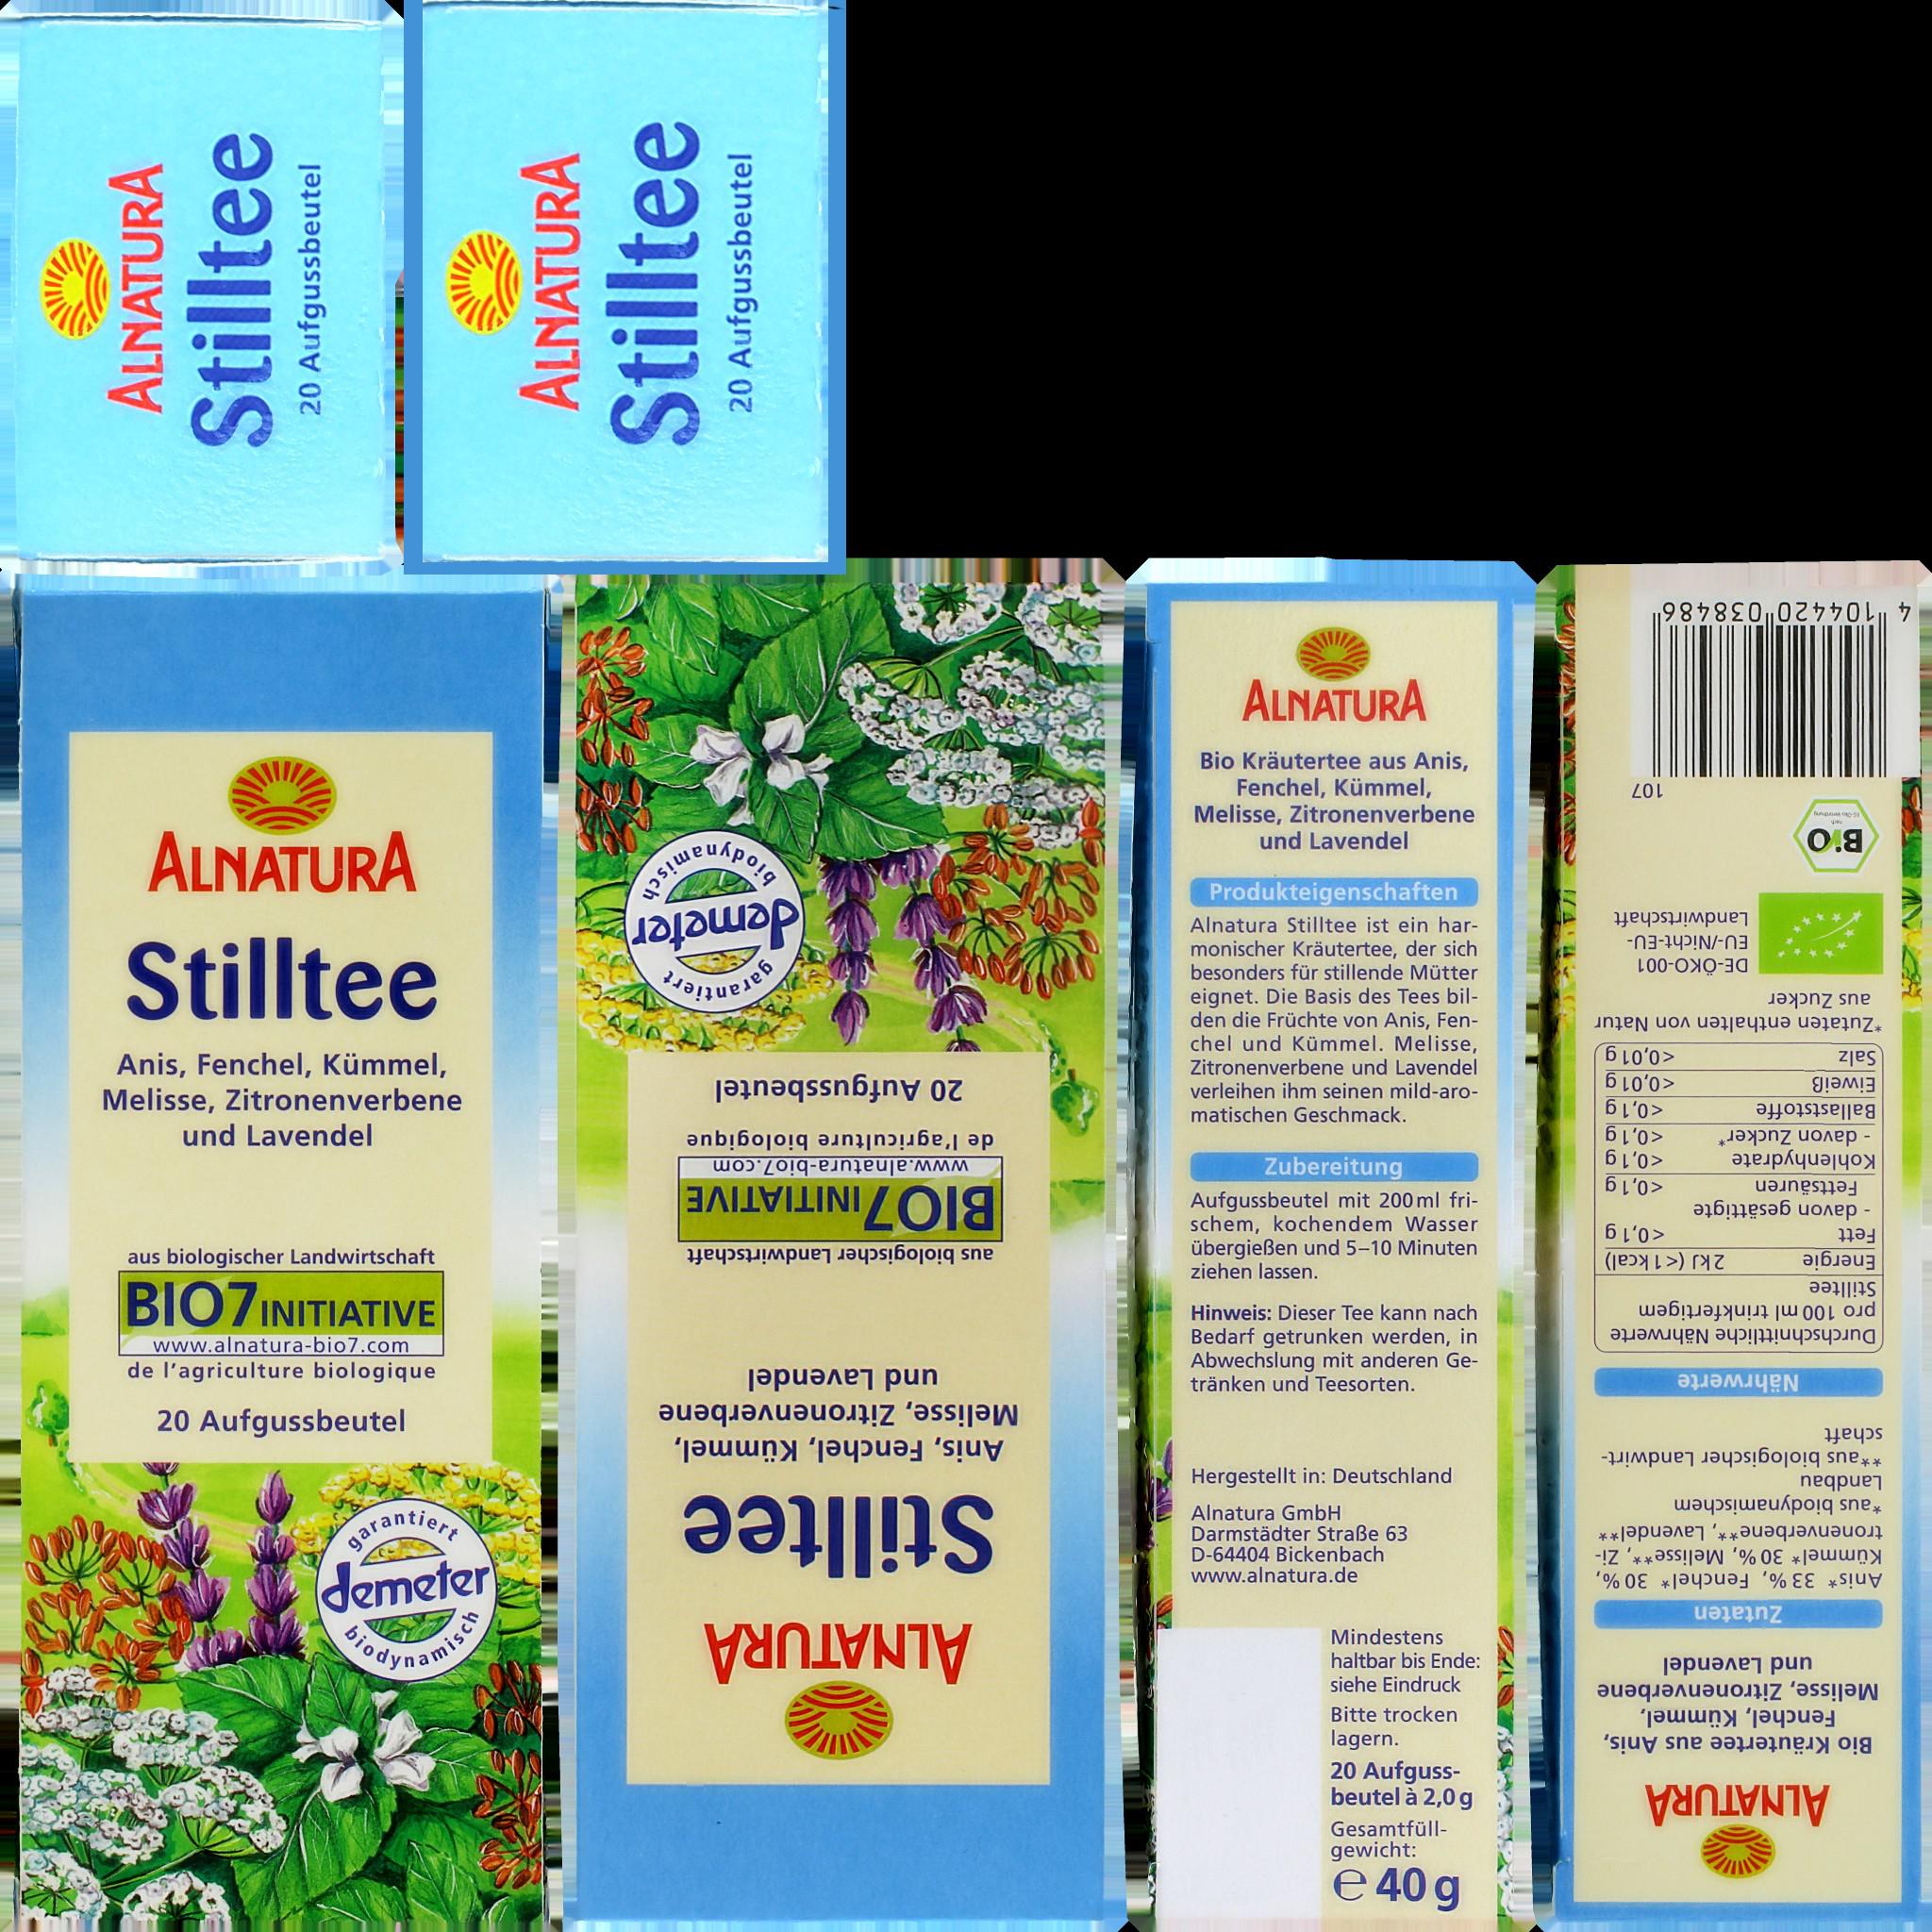 ALNATURA
Stilltee
20 Aufgussbeutel
ALNATURA
Stilltee
20 Aufgussbeutel
ALNATURA
Stilltee
Anis, Fenchel, Kümmel,
Melisse, Zitronenverbene
und Lavendel
aus biologischer Landwirtschaft
BIO7 INITIATIVE
www.alnatura-bio7.com
de l'agriculture biologique
20 Aufgussbeutel
garantiert
demeter
biodynamisch
ALNATURA
Stilltee
Anis, Fenchel, Kümmel,
Melisse, Zitronenverbene
und Lavendel
aus biologischer Landwirtschaft
BIO7 INITIATIVE
www.alnatura-bio7.com
de l'agriculture biologique
20 Aufgussbeutel
garantiert
demeter
biodynamisch
ALNATURA
Bio Kräutertee aus Anis,
Fenchel, Kümmel,
Melisse, Zitronenverbene
und Lavendel
Produkteigenschaften
Alnatura Stilltee ist ein har-
monischer Kräutertee, der sich
besonders für stillende Mütter
eignet. Die Basis des Tees bil-
den die Früchte von Anis, Fen-
chel und Kümmel. Melisse,
Zitronenverbene und Lavendel
verleihen ihm seinen mild-aro-
matischen Geschmack.
Zubereitung
Aufgussbeutel mit 200 ml fri-
schem, kochendem Wasser
übergießen und 5–10 Minuten
ziehen lassen.
Hinweis: Dieser Tee kann nach
Bedarf getrunken werden, in
Abwechslung mit anderen Ge-
tränken und Teesorten.
Hergestellt in: Deutschland
Alnatura GmbH
Darmstädter Straße 63
D-64404 Bickenbach
www.alnatura.de
Mindestens
haltbar bis Ende:
siehe Eindruck
Bitte trocken
lagern.
20 Aufguss-
beutel à 2,0 g
Gesamtfüll-
gewicht:
℮ 40 g
ALNATURA
Bio Kräutertee aus Anis,
Fenchel, Kümmel,
Melisse, Zitronenverbene
und Lavendel
Zutaten
Anis* 33 %, Fenchel* 30 %,
Kümmel* 30 %, Melisse**, Zi-
tronenverbene**, Lavendel**
*aus biodynamischem
Landbau
**aus biologischer Landwirt-
schaft
Nährwerte
Durchschnittliche Nährwerte
pro 100 ml trinkfertigem
Stilltee
Energie 2 kJ (<1 kcal)
Fett <0,1 g
- davon gesättigte
Fettsäuren <0,1 g
Kohlenhydrate <0,1 g
- davon Zucker* <0,1 g
Ballaststoffe <0,1 g
Eiweiß <0,01 g
Salz <0,01 g
*Zutaten enthalten von Natur
aus Zucker
DE-ÖKO-001
EU-/Nicht-EU-
Landwirtschaft
Bio
nach
EG-Öko-Verordnung
107
4 104420 038486